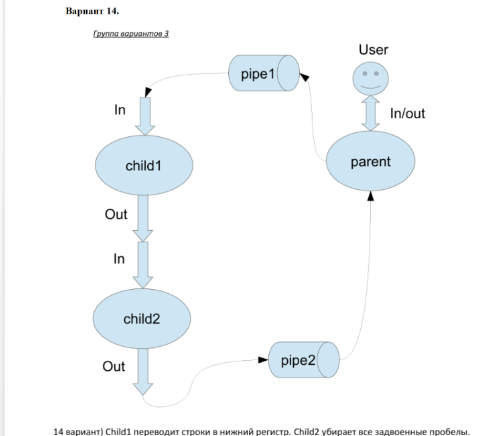 Вариант 14.
Группа вариантов 3
User
pipe1
In
In/out
child1
parent
Out
In
child2
Out
pipe2
14 вариант) Child1 переводит строки в нижний регистр. Child2 убирает все задвоенные пробелы.